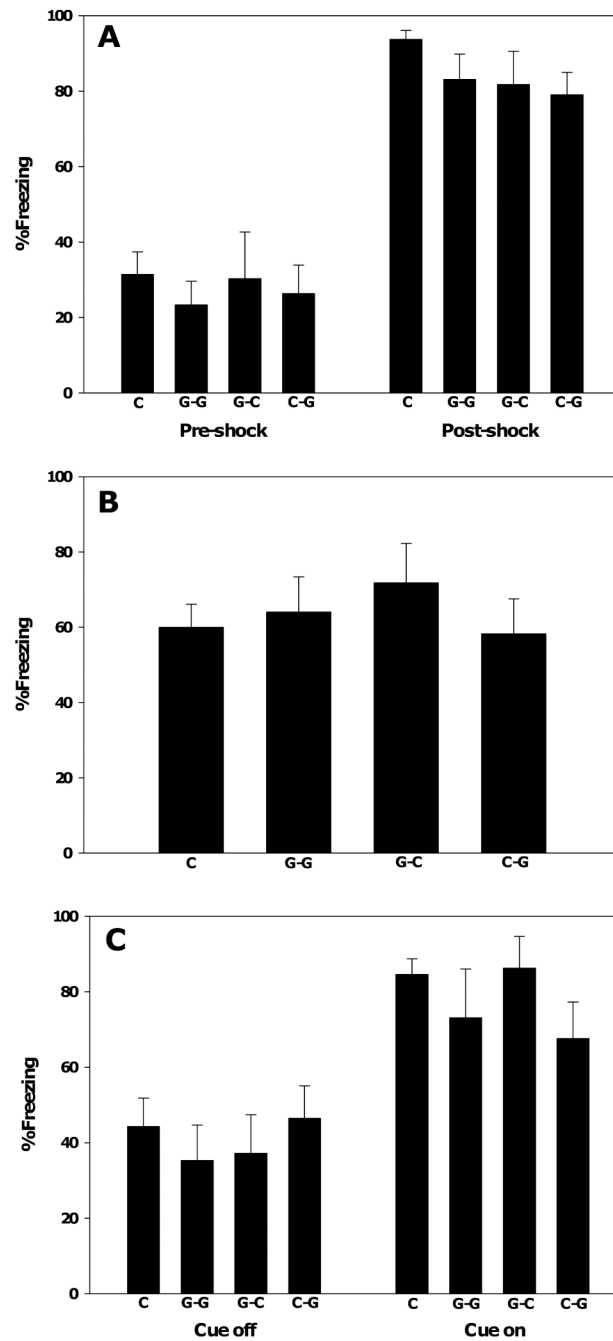 A
100
80
60
40
20
0
%Freezing
C G-G G-C C-G C G-G G-C C-G
Pre-shock Post-shock
B
100
80
60
40
20
0
%Freezing
C G-G G-C C-G
C
100
80
60
40
20
0
%Freezing
C G-G G-C C-G C G-G G-C C-G
Cue off Cue on